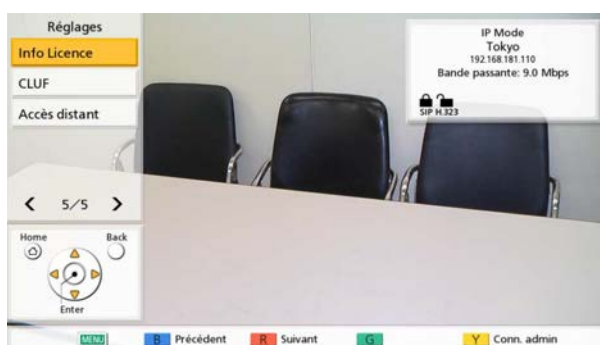 Réglages
Info Licence
CLUF
Accès distant
5/5
IP Mode
Tokyo
192.168.181.110
Bande passante: 9.0 Mbps
SIP H.323
Home
Back
Enter
MENU
B Précédent
R Suivant
G
Y Conn. admin